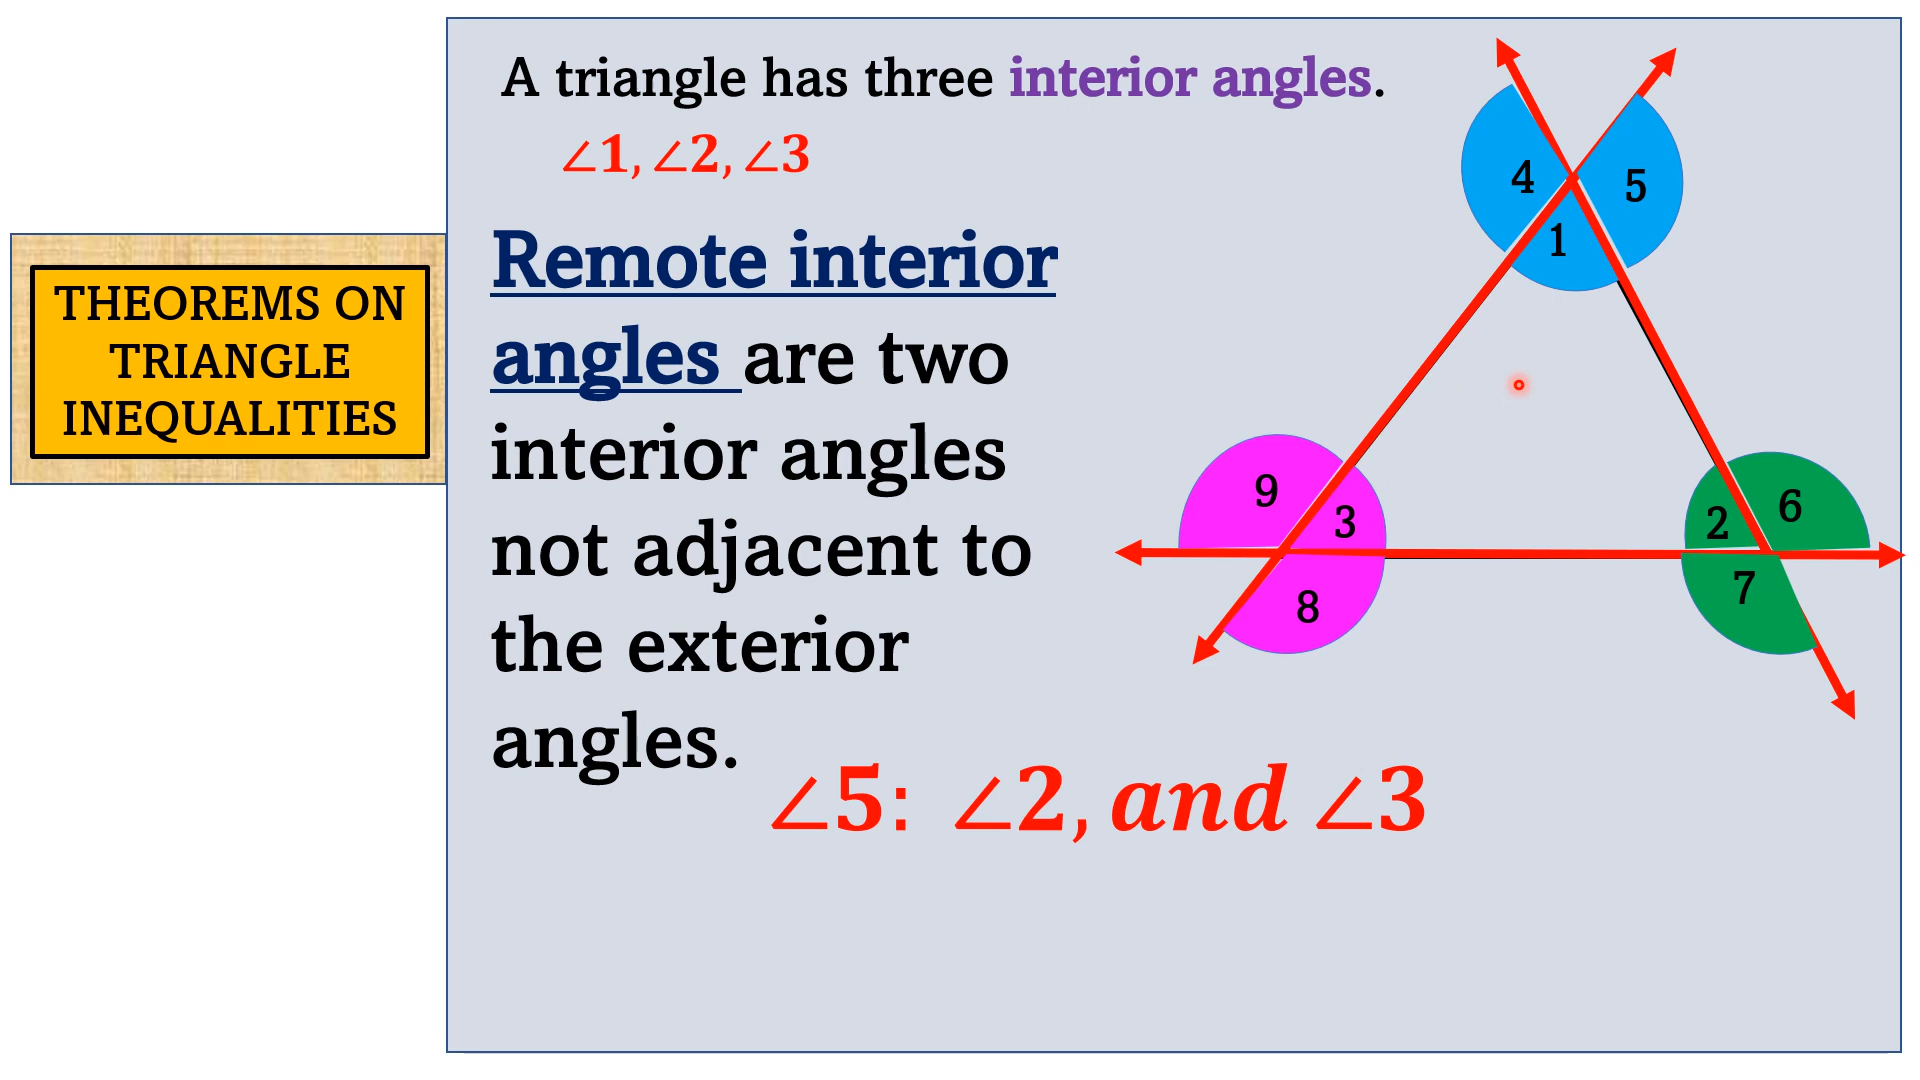 A triangle has three interior angles.
∠1, ∠2, ∠3
THEOREMS ON
TRIANGLE
INEQUALITIES
Remote interior
angles are two
interior angles
not adjacent to
the exterior
angles.
∠5: ∠2, and ∠3
4
5
1
9
3
8
2
6
7